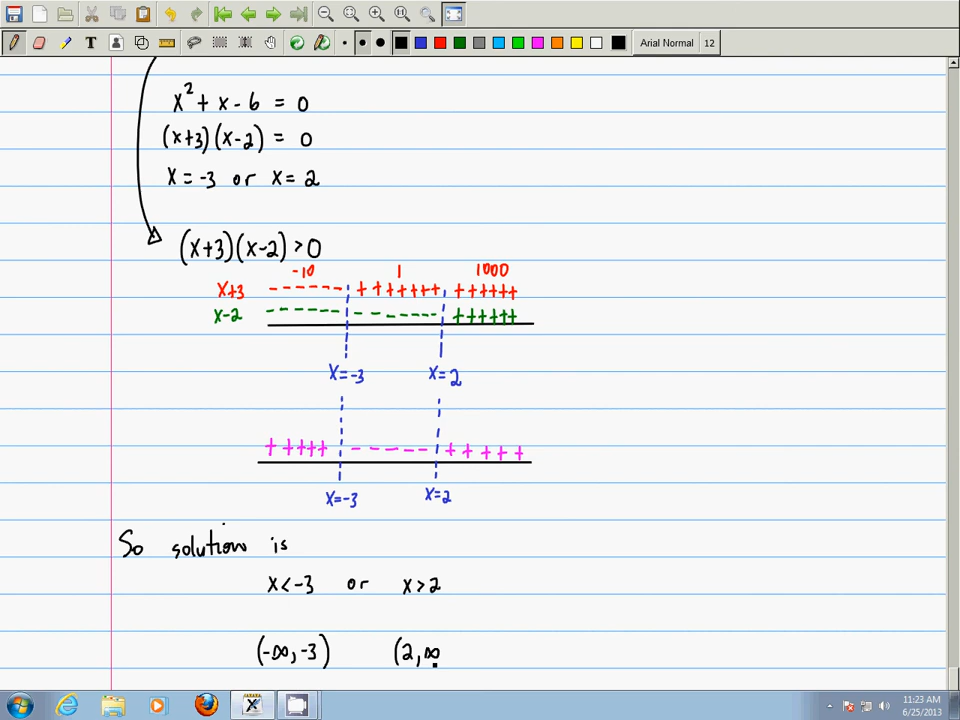 T Arial Normal 12
x² + x - 6 = 0
(x+3)(x-2) = 0
x = -3 or x = 2
(x+3)(x-2) > 0
-10 1 1000
x+3 - - - - - - + + + + + + + + + + + + +
x-2 - - - - - - - - - - - - - + + + + + +
x=-3 x=2
+ + + + + - - - - - - + + + + +
x=-3 x=2
So solution is
x < -3 or x > 2
(-∞, -3) (2, ∞
11:23 AM
6/25/2013